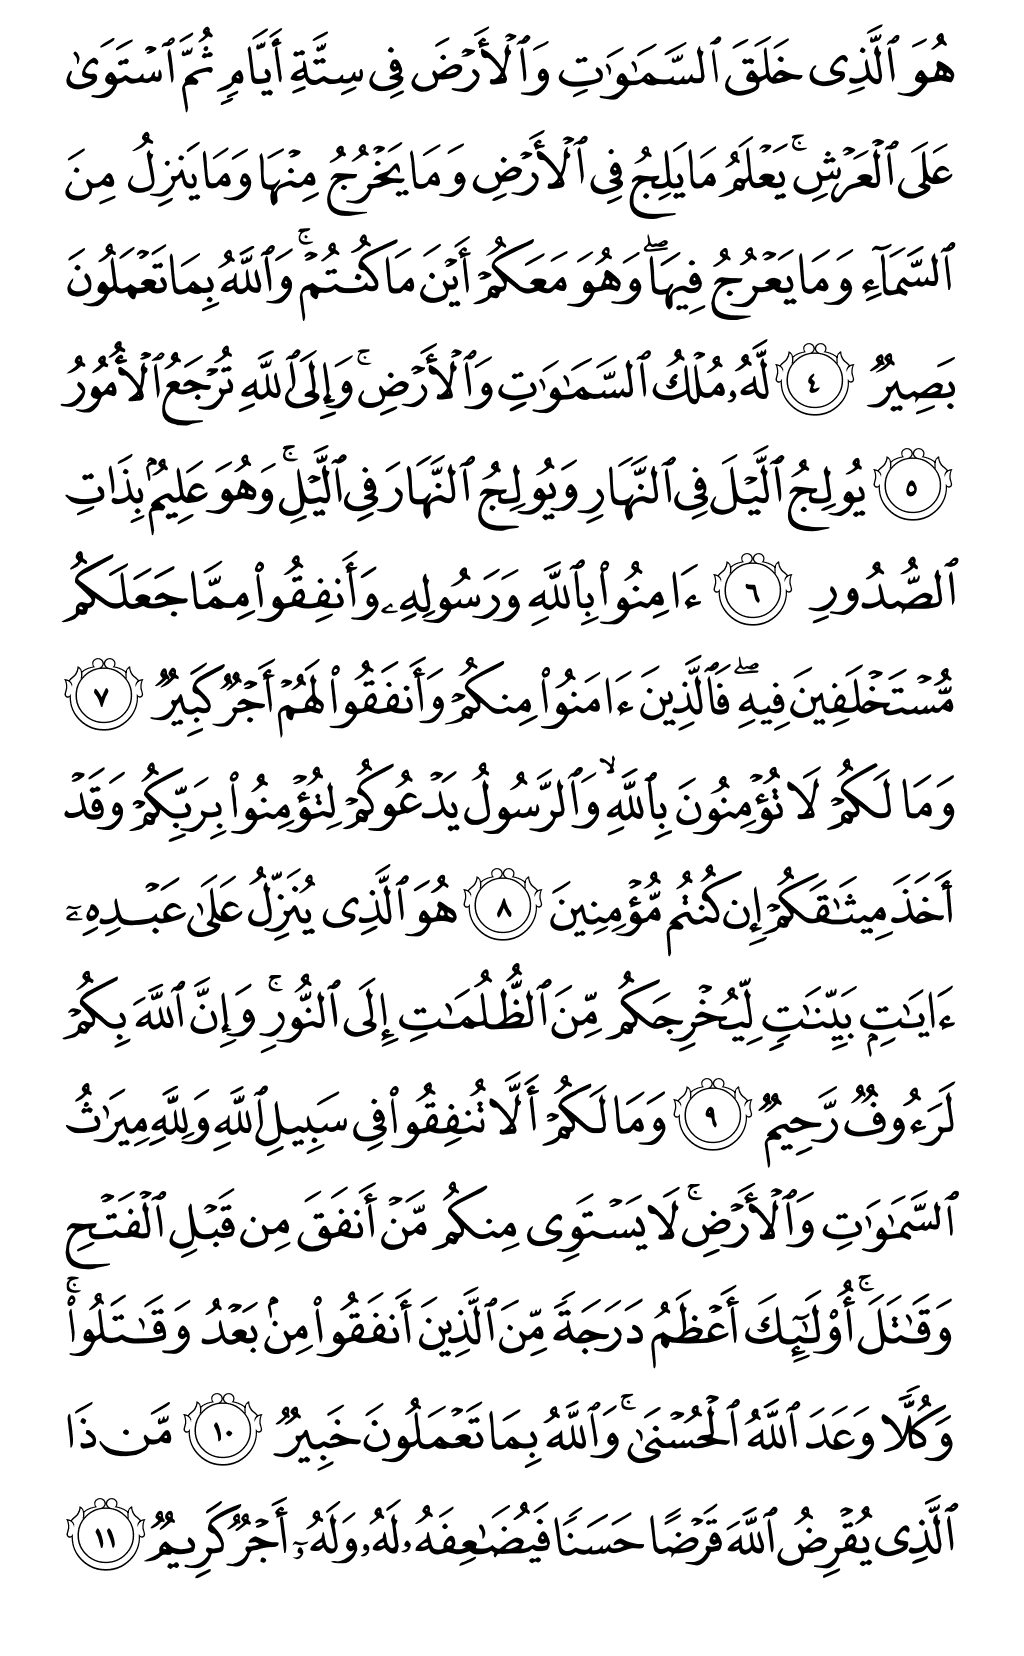 هُوَ ٱلَّذِى خَلَقَ ٱلسَّمَـٰوَٰتِ وَٱلْأَرْضَ فِى سِتَّةِ أَيَّامٍ ثُمَّ ٱسْتَوَىٰ
عَلَى ٱلْعَرْشِ ۚ يَعْلَمُ مَا يَلِجُ فِى ٱلْأَرْضِ وَمَا يَخْرُجُ مِنْهَا وَمَا يَنزِلُ مِنَ
ٱلسَّمَآءِ وَمَا يَعْرُجُ فِيهَا ۖ وَهُوَ مَعَكُمْ أَيْنَ مَا كُنتُمْ ۚ وَٱللَّهُ بِمَا تَعْمَلُونَ
بَصِيرٌ ٤ لَّهُۥ مُلْكُ ٱلسَّمَـٰوَٰتِ وَٱلْأَرْضِ ۚ وَإِلَى ٱللَّهِ تُرْجَعُ ٱلْأُمُورُ
٥ يُولِجُ ٱلَّيْلَ فِى ٱلنَّهَارِ وَيُولِجُ ٱلنَّهَارَ فِى ٱلَّيْلِ ۚ وَهُوَ عَلِيمٌۢ بِذَاتِ
ٱلصُّدُورِ ٦ ءَامِنُوا۟ بِٱللَّهِ وَرَسُولِهِۦ وَأَنفِقُوا۟ مِمَّا جَعَلَكُم
مُّسْتَخْلَفِينَ فِيهِ ۖ فَٱلَّذِينَ ءَامَنُوا۟ مِنكُمْ وَأَنفَقُوا۟ لَهُمْ أَجْرٌ كَبِيرٌ ٧
وَمَا لَكُمْ لَا تُؤْمِنُونَ بِٱللَّهِ ۙ وَٱلرَّسُولُ يَدْعُوكُمْ لِتُؤْمِنُوا۟ بِرَبِّكُمْ وَقَدْ
أَخَذَ مِيثَـٰقَكُمْ إِن كُنتُم مُّؤْمِنِينَ ٨ هُوَ ٱلَّذِى يُنَزِّلُ عَلَىٰ عَبْدِهِۦٓ
ءَايَـٰتٍۭ بَيِّنَـٰتٍ لِّيُخْرِجَكُم مِّنَ ٱلظُّلُمَـٰتِ إِلَى ٱلنُّورِ ۚ وَإِنَّ ٱللَّهَ بِكُمْ
لَرَءُوفٌ رَّحِيمٌ ٩ وَمَا لَكُمْ أَلَّا تُنفِقُوا۟ فِى سَبِيلِ ٱللَّهِ وَلِلَّهِ مِيرَٰثُ
ٱلسَّمَـٰوَٰتِ وَٱلْأَرْضِ ۚ لَا يَسْتَوِى مِنكُم مَّنْ أَنفَقَ مِن قَبْلِ ٱلْفَتْحِ
وَقَـٰتَلَ ۚ أُو۟لَـٰٓئِكَ أَعْظَمُ دَرَجَةً مِّنَ ٱلَّذِينَ أَنفَقُوا۟ مِنۢ بَعْدُ وَقَـٰتَلُوا۟ ۚ
وَكُلًّا وَعَدَ ٱللَّهُ ٱلْحُسْنَىٰ ۚ وَٱللَّهُ بِمَا تَعْمَلُونَ خَبِيرٌ ١٠ مَّن ذَا
ٱلَّذِى يُقْرِضُ ٱللَّهَ قَرْضًا حَسَنًا فَيُضَـٰعِفَهُۥ لَهُۥ وَلَهُۥٓ أَجْرٌ كَرِيمٌ ١١